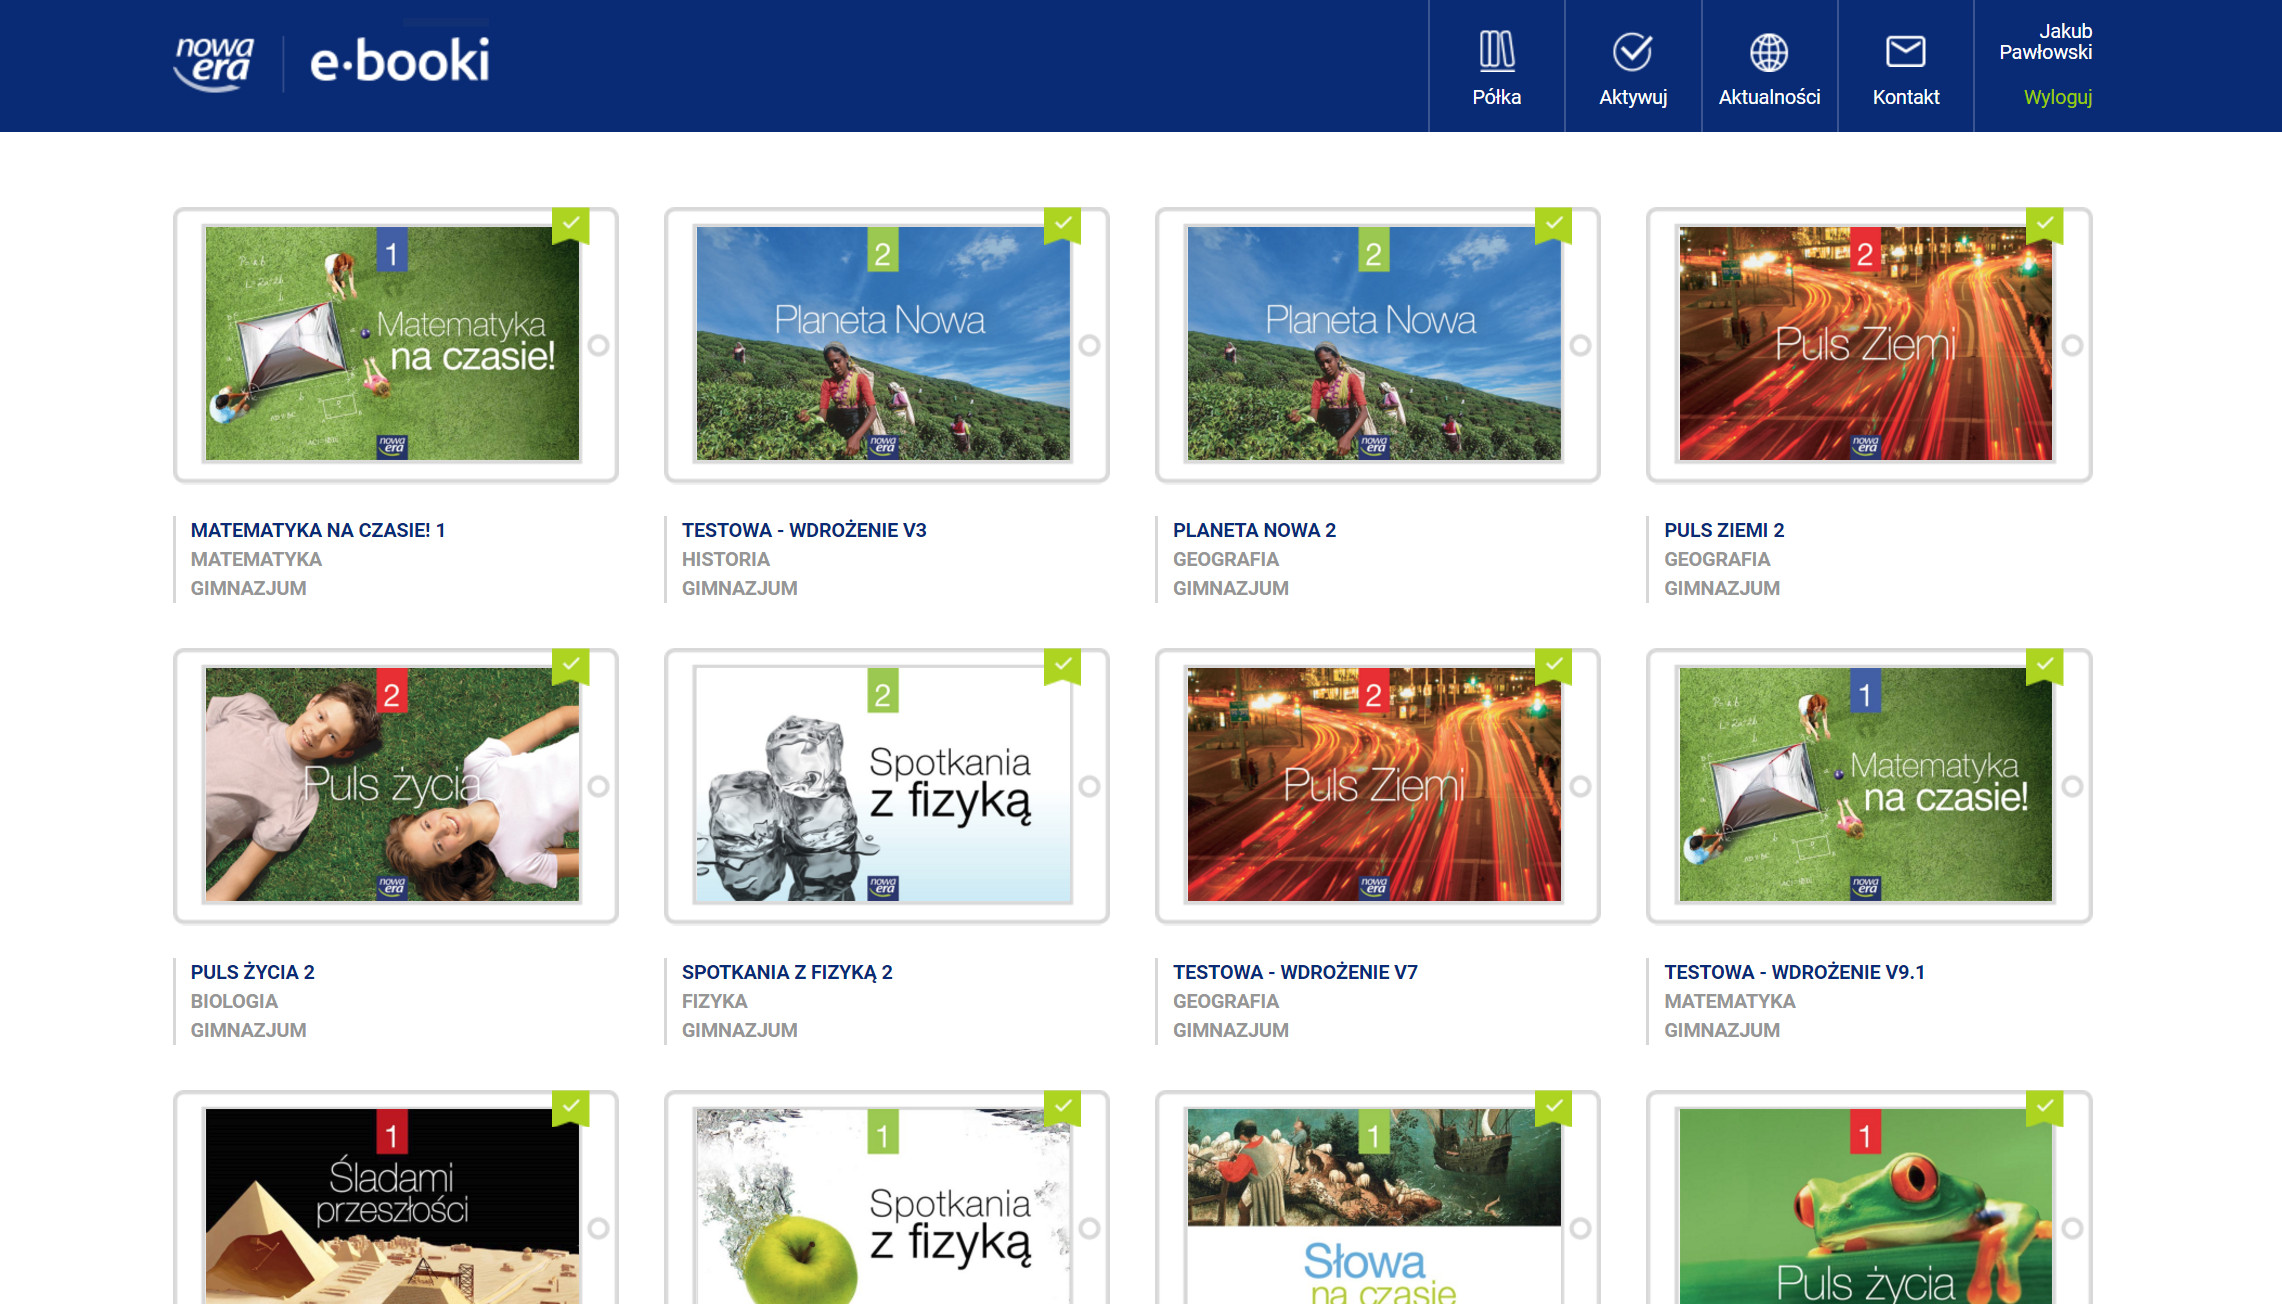 nowa era
e·booki
Półka
Aktywuj
Aktualności
Kontakt
Jakub
Pawłowski
Wyloguj
1
Matematyka
na czasie!
nowa era
2
Planeta Nowa
nowa era
2
Planeta Nowa
nowa era
2
Puls Ziemi
nowa era
MATEMATYKA NA CZASIE! 1
MATEMATYKA
GIMNAZJUM
TESTOWA - WDROŻENIE V3
HISTORIA
GIMNAZJUM
PLANETA NOWA 2
GEOGRAFIA
GIMNAZJUM
PULS ZIEMI 2
GEOGRAFIA
GIMNAZJUM
2
Puls życia
nowa era
2
Spotkania
z fizyką
nowa era
2
Puls Ziemi
nowa era
1
Matematyka
na czasie!
nowa era
PULS ŻYCIA 2
BIOLOGIA
GIMNAZJUM
SPOTKANIA Z FIZYKĄ 2
FIZYKA
GIMNAZJUM
TESTOWA - WDROŻENIE V7
GEOGRAFIA
GIMNAZJUM
TESTOWA - WDROŻENIE V9.1
MATEMATYKA
GIMNAZJUM
1
Śladami
przeszłości
1
Spotkania
z fizyką
1
Słowa
na czasie
1
Puls życia